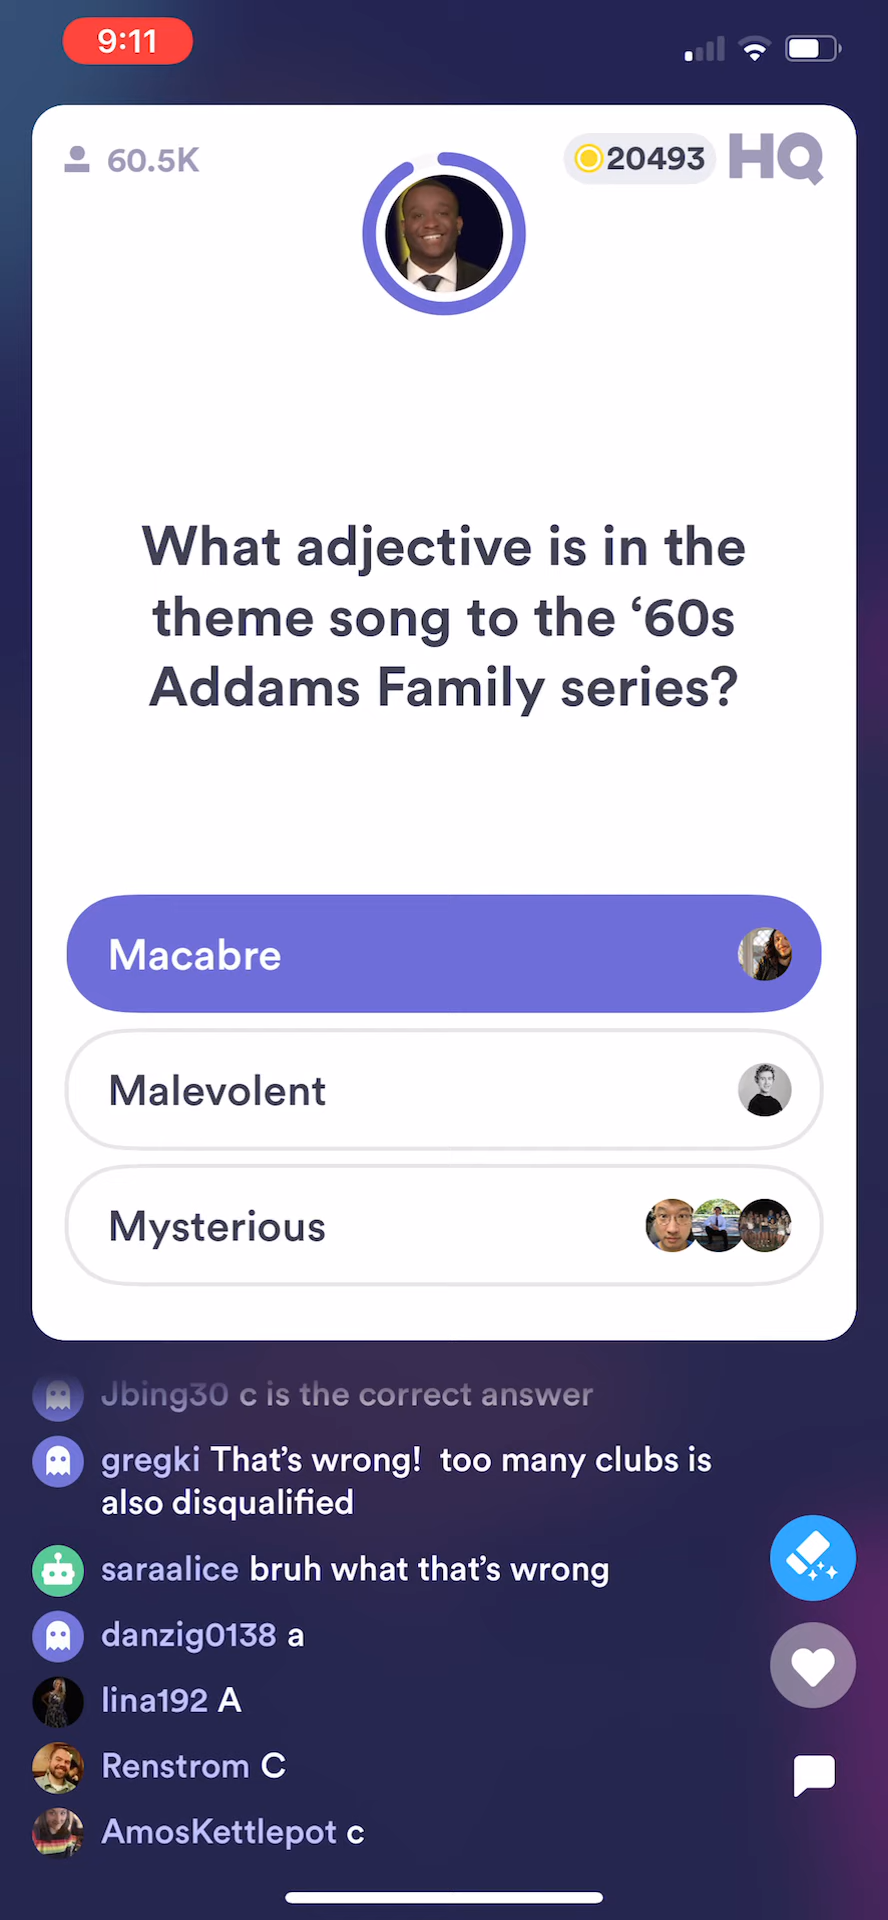 9:11
60.5K
20493
HQ
What adjective is in the
theme song to the ‘60s
Addams Family series?
Macabre
Malevolent
Mysterious
Jbing30 c is the correct answer
gregki That’s wrong!  too many clubs is
also disqualified
saraalice bruh what that’s wrong
danzig0138 a
lina192 A
Renstrom C
AmosKettlepot c